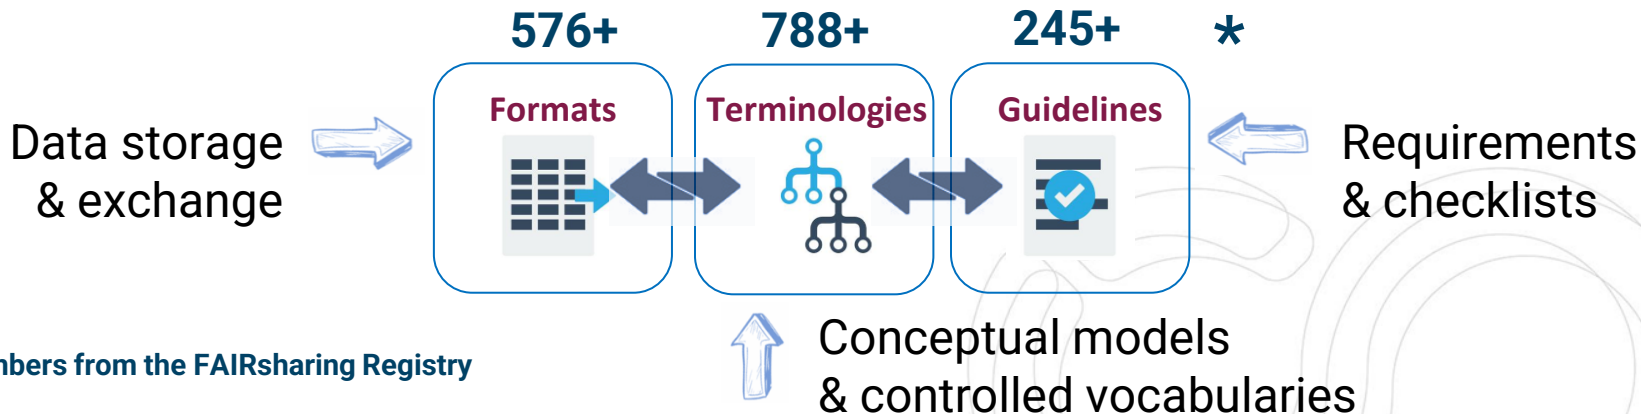 576+
788+
245+
*
Formats
Terminologies
Guidelines
Data storage
& exchange
Requirements
& checklists
Conceptual models
& controlled vocabularies
from the FAIRsharing Registry